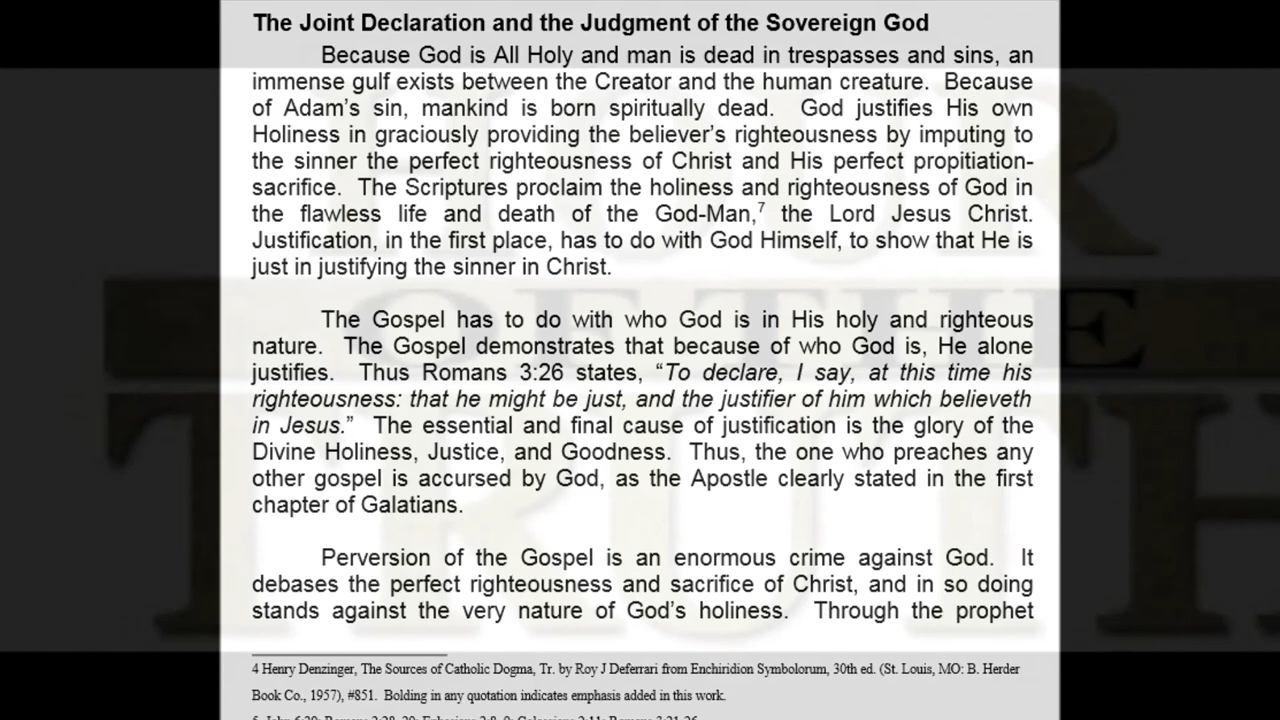 The Joint Declaration and the Judgment of the Sovereign God
Because God is All Holy and man is dead in trespasses and sins, an
immense gulf exists between the Creator and the human creature. Because
of Adam's sin, mankind is born spiritually dead. God justifies His own
Holiness in graciously providing the believer's righteousness by imputing to
the sinner the perfect righteousness of Christ and His perfect propitiation-
sacrifice. The Scriptures proclaim the holiness and righteousness of God in
the flawless life and death of the God-Man,7 the Lord Jesus Christ.
Justification, in the first place, has to do with God Himself, to show that He is
just in justifying the sinner in Christ.
The Gospel has to do with who God is in His holy and righteous
nature. The Gospel demonstrates that because of who God is, He alone
justifies. Thus Romans 3:26 states, “To declare, I say, at this time his
righteousness: that he might be just, and the justifier of him which believeth
in Jesus.” The essential and final cause of justification is the glory of the
Divine Holiness, Justice, and Goodness. Thus, the one who preaches any
other gospel is accursed by God, as the Apostle clearly stated in the first
chapter of Galatians.
Perversion of the Gospel is an enormous crime against God. It
debases the perfect righteousness and sacrifice of Christ, and in so doing
stands against the very nature of God's holiness. Through the prophet
4 Henry Denzinger, The Sources of Catholic Dogma, Tr. by Roy J Deferrari from Enchiridion Symbolorum, 30th ed. (St. Louis, MO: B. Herder
Book Co., 1957), #851. Bolding in any quotation indicates emphasis added in this work.
HOUR
OF THE
TRUTH